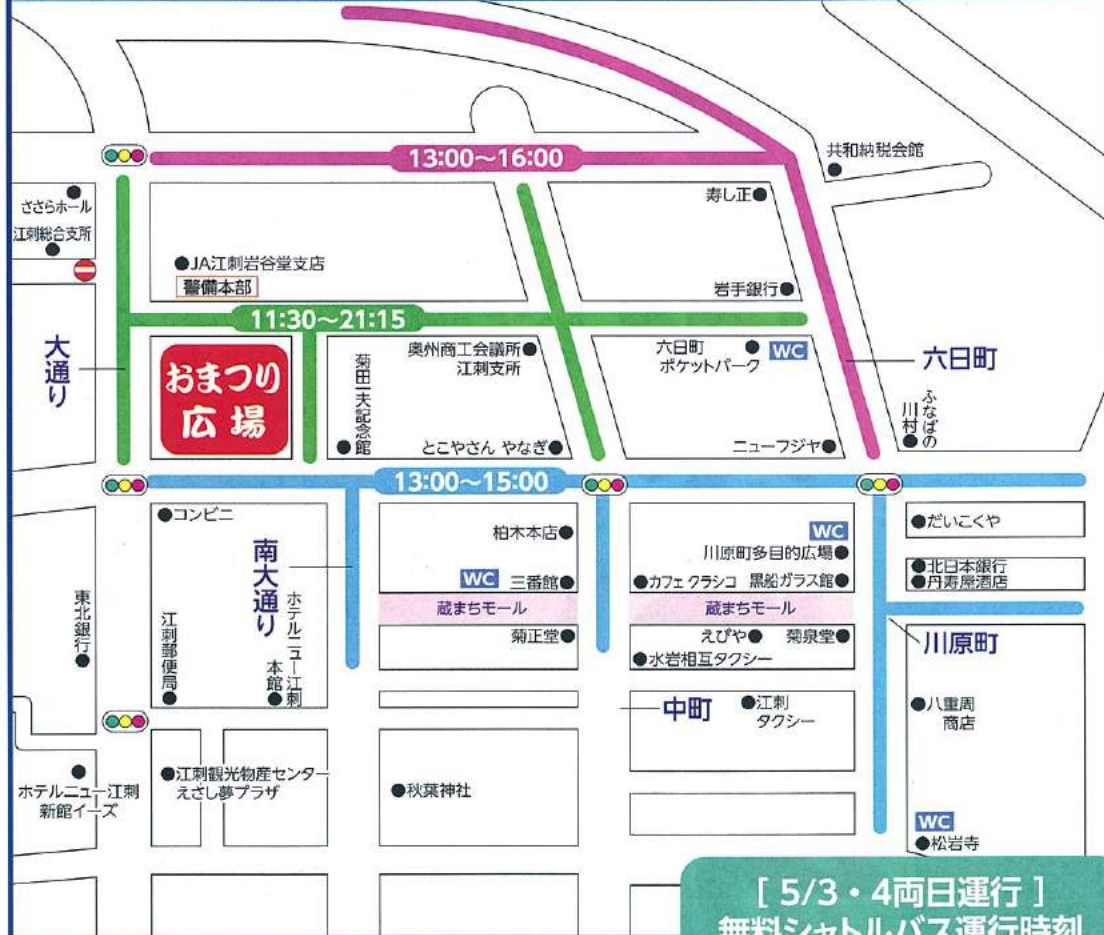 13:00〜16:00
共和納税会館
ささらホール
江刺総合支所
寿し正
JA江刺岩谷堂支店
警備本部
岩手銀行
11:30〜21:15
大通り
おまつり
広場
菊田一夫記念館
奥州商工会議所
江刺支所
とこやさん やなぎ
六日町
ポケットパーク
WC
ニューフジヤ
六日町
ふなばの
川村
13:00〜15:00
コンビニ
南大通り
柏木本店
WC
三番館
蔵まちモール
菊正堂
WC
川原町多目的広場
カフェ クラシコ
黒船ガラス館
蔵まちモール
えびや
菊泉堂
水岩相互タクシー
だいこくや
北日本銀行
丹寿屋酒店
川原町
東北銀行
江刺郵便局
ホテルニュー江刺
本館
中町
江刺
タクシー
八重周
商店
ホテルニュー江刺
新館イーズ
江刺観光物産センター
えさし夢プラザ
秋葉神社
WC
松岩寺
[ 5/3・4両日運行 ]
無料シャトルバス運行時刻